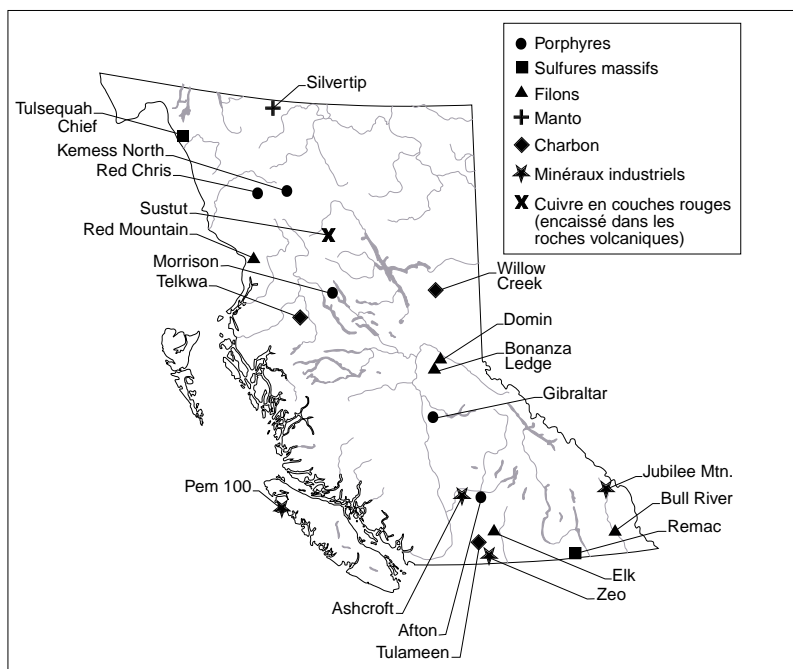 Porphyres
Sulfures massifs
Filons
Manto
Charbon
Minéraux industriels
Cuivre en couches rouges
(encaissé dans les
roches volcaniques)
Silvertip
Tulsequah
Chief
Kemess North
Red Chris
Sustut
Red Mountain
Morrison
Telkwa
Willow
Creek
Domin
Bonanza
Ledge
Gibraltar
Jubilee Mtn.
Pem 100
Bull River
Remac
Elk
Zeo
Ashcroft
Afton
Tulameen